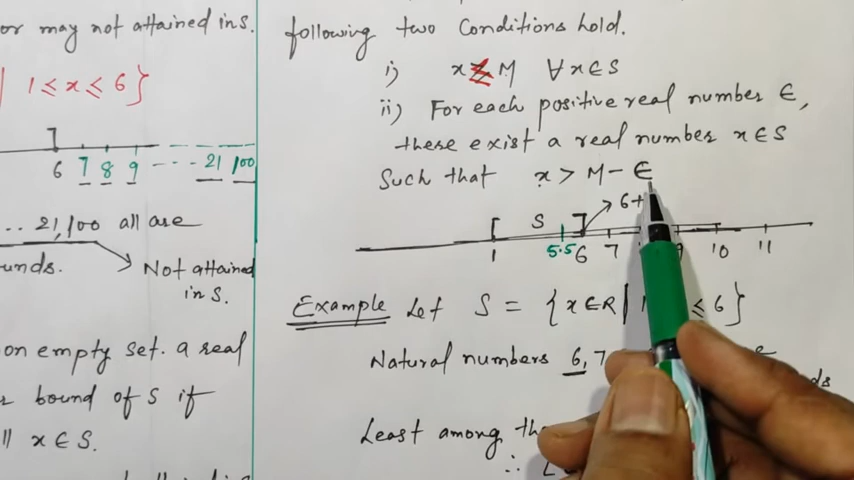 or may not attained in S.
| 1 ≤ x ≤ 6 }
6 7 8 9 --- 21 100
.. 21,100 all are
unds. Not attained
in S.
on empty set. a real
bound of S if
x ∈ S.
following two Conditions hold.
i) x ≤ M ∀ x ∈ S
ii) For each positive real number ∈,
there exist a real number x ∈ S
Such that x > M - ∈
S 6+
1 5.5 6 7 9 10 11
Example Let S = { x ∈ R | 1 ≤ 6 }
Natural numbers 6, 7
Least among
∴